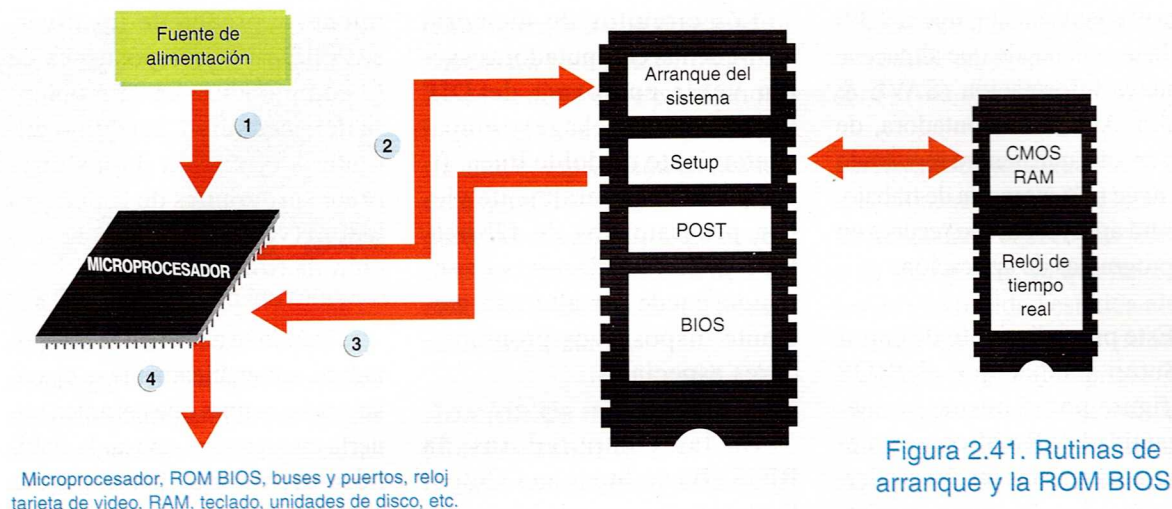 Fuente de
alimentación
1
2
3
4
MICROPROCESADOR
Arranque del
sistema
Setup
POST
BIOS
CMOS
RAM
Reloj de
tiempo
real
Microprocesador, ROM BIOS, buses y puertos, reloj
tarjeta de video, RAM, teclado, unidades de disco, etc.
Figura 2.41. Rutinas de
arranque y la ROM BIOS